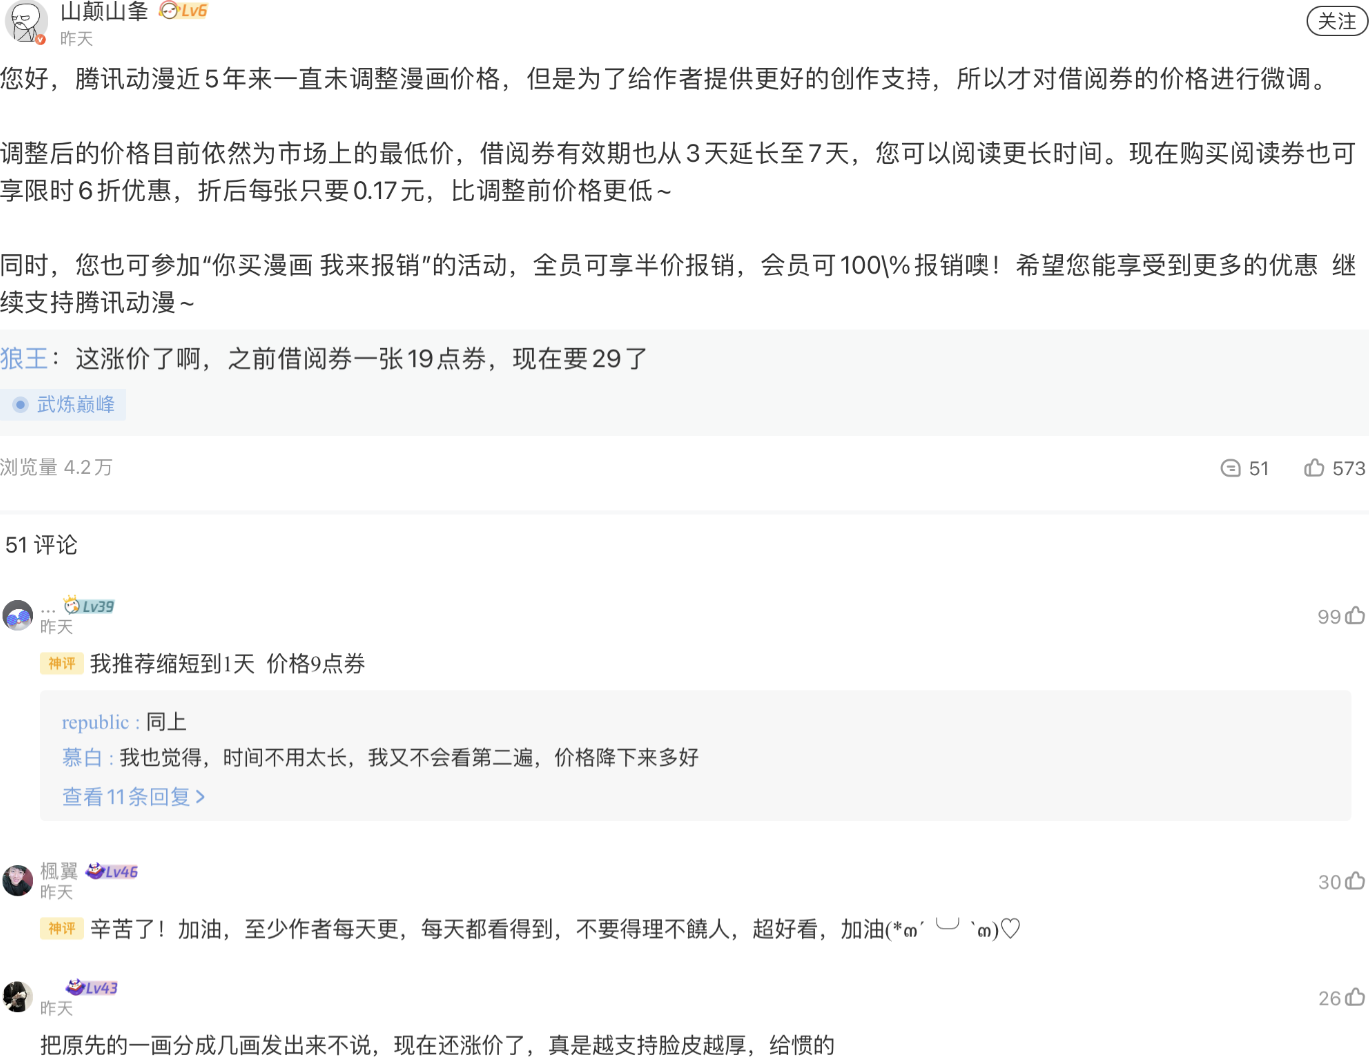 山颠山夆 Lv6
昨天
关注
您好，腾讯动漫近5年来一直未调整漫画价格，但是为了给作者提供更好的创作支持，所以才对借阅券的价格进行微调。
调整后的价格目前依然为市场上的最低价，借阅券有效期也从3天延长至7天，您可以阅读更长时间。现在购买阅读券也可
享限时6折优惠，折后每张只要0.17元，比调整前价格更低~
同时，您也可参加“你买漫画 我来报销”的活动，全员可享半价报销，会员可100\%报销噢！希望您能享受到更多的优惠 继
续支持腾讯动漫~
狼王：这涨价了啊，之前借阅券一张19点券，现在要29了
武炼巅峰
浏览量 4.2万
51 573
51 评论
... Lv39
昨天
99
神评 我推荐缩短到1天 价格9点券
republic : 同上
慕白 : 我也觉得，时间不用太长，我又不会看第二遍，价格降下来多好
查看11条回复 >
楓翼 Lv46
昨天
30
神评 辛苦了！加油，至少作者每天更，每天都看得到，不要得理不饒人，超好看，加油(*ฅ´╰╯`ฅ)♡
Lv43
昨天
26
把原先的一画分成几画发出来不说，现在还涨价了，真是越支持脸皮越厚，给惯的